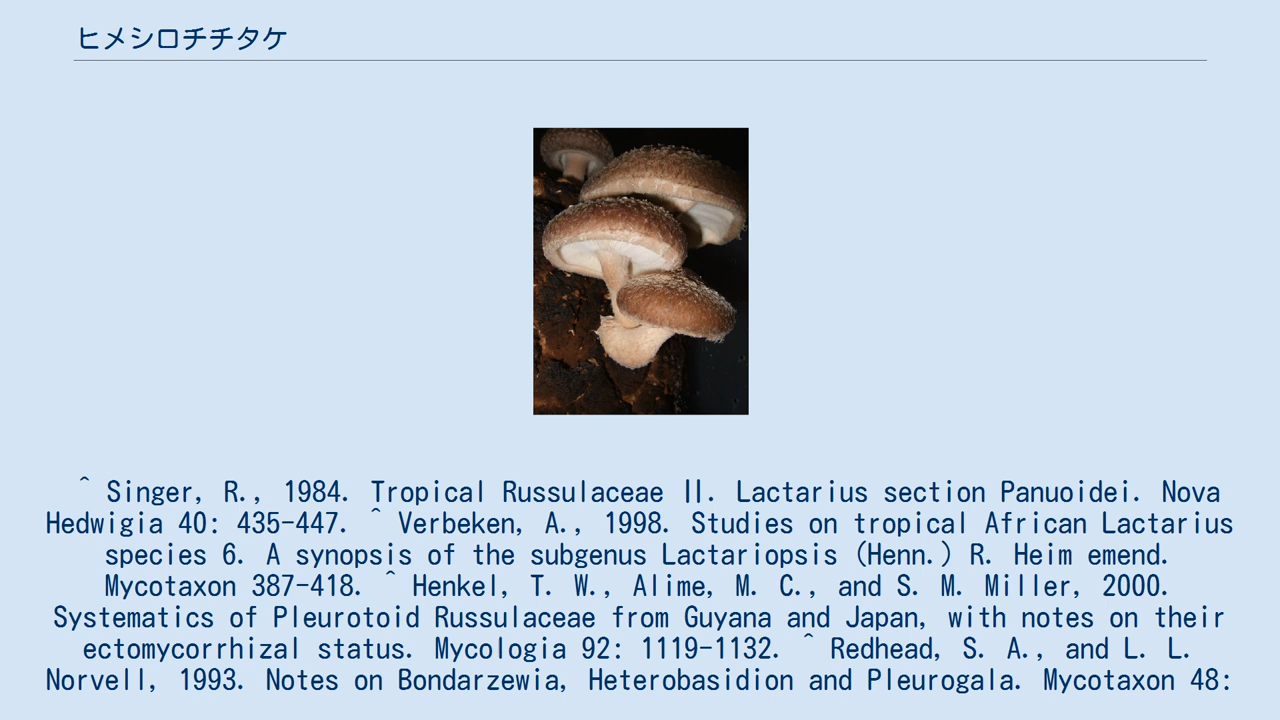 ヒメシロチチタケ
^ Singer, R., 1984. Tropical Russulaceae II. Lactarius section Panuoidei. Nova
Hedwigia 40: 435-447. ^ Verbeken, A., 1998. Studies on tropical African Lactarius
species 6. A synopsis of the subgenus Lactariopsis (Henn.) R. Heim emend.
Mycotaxon 387-418. ^ Henkel, T. W., Alime, M. C., and S. M. Miller, 2000.
Systematics of Pleurotoid Russulaceae from Guyana and Japan, with notes on their
ectomycorrhizal status. Mycologia 92: 1119-1132. ^ Redhead, S. A., and L. L.
Norvell, 1993. Notes on Bondarzewia, Heterobasidion and Pleurogala. Mycotaxon 48: